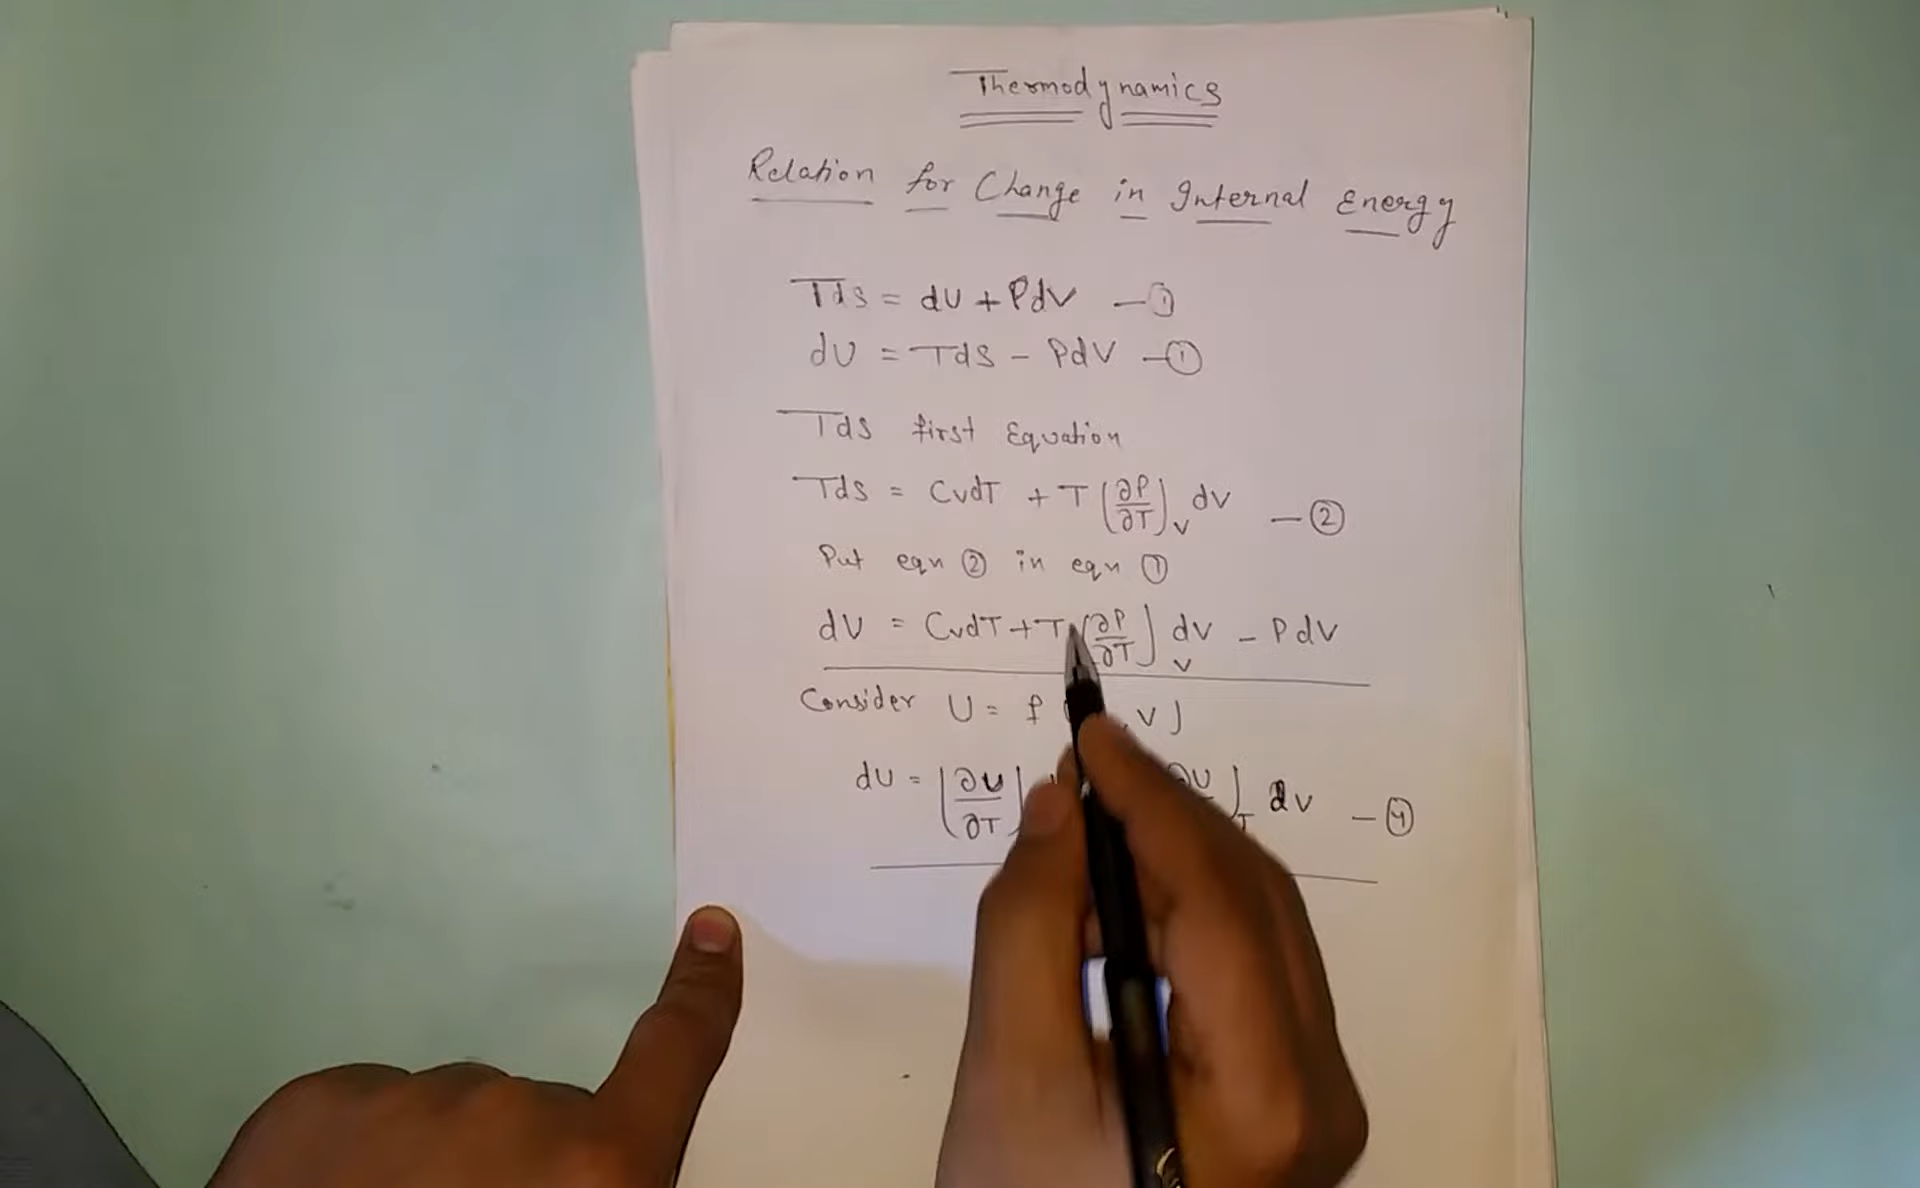 Thermodynamics
Relation for Change in Internal Energy
Tds = dU + PdV —①
dU = Tds - PdV —①
Tds first Equation
Tds = CvdT + T (∂P/∂T)v dv —②
Put eqn ② in eqn ①
dU = CvdT + T (∂P/∂T)v dv - PdV
Consider U = f , V)
dU = (∂U/∂T) ∂U )T dv —④